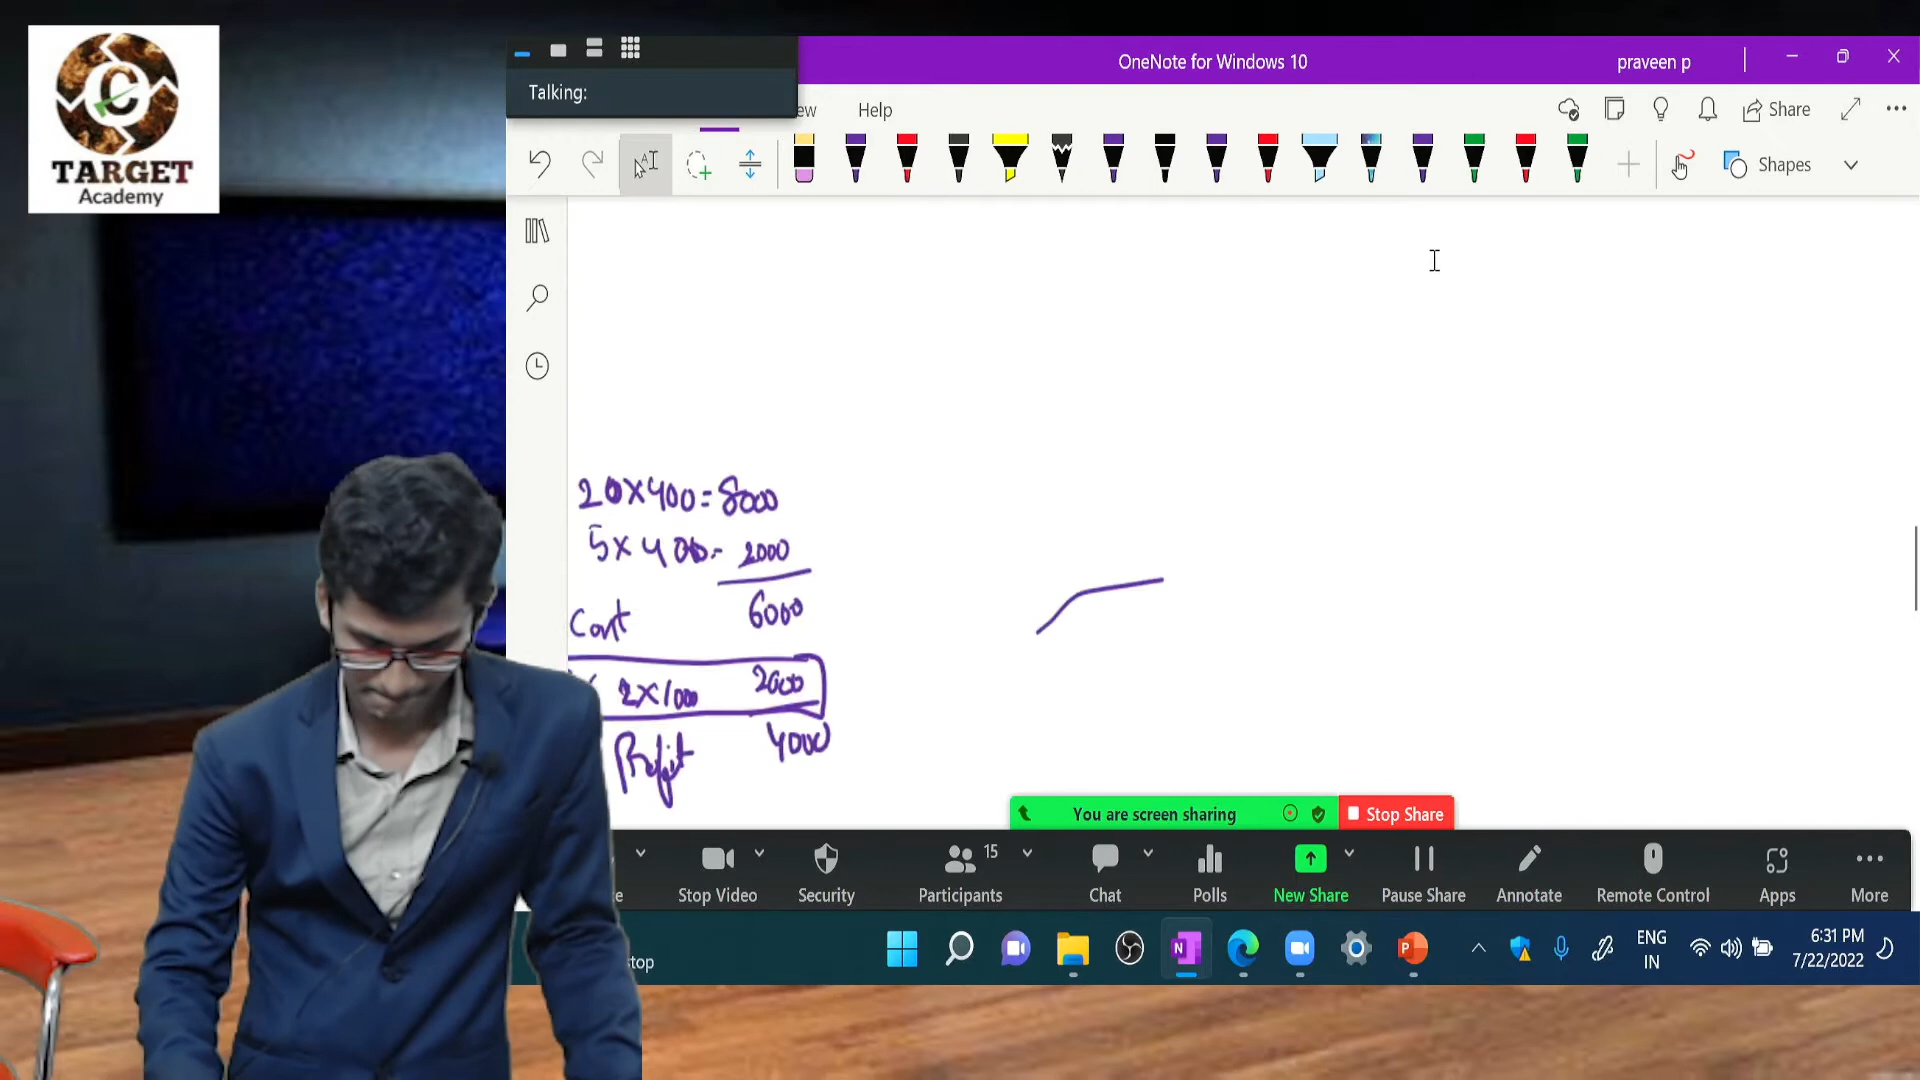 TARGET
Academy
Talking:
OneNote for Windows 10
praveen p
ew
Help
Share
Shapes
20x400=8000
5x400= 2000
6000
Cont
2x1000 2000
Profit 4000
You are screen sharing
Stop Share
15
e
Stop Video
Security
Participants
Chat
Polls
New Share
Pause Share
Annotate
Remote Control
Apps
More
top
ENG
IN
6:31 PM
7/22/2022